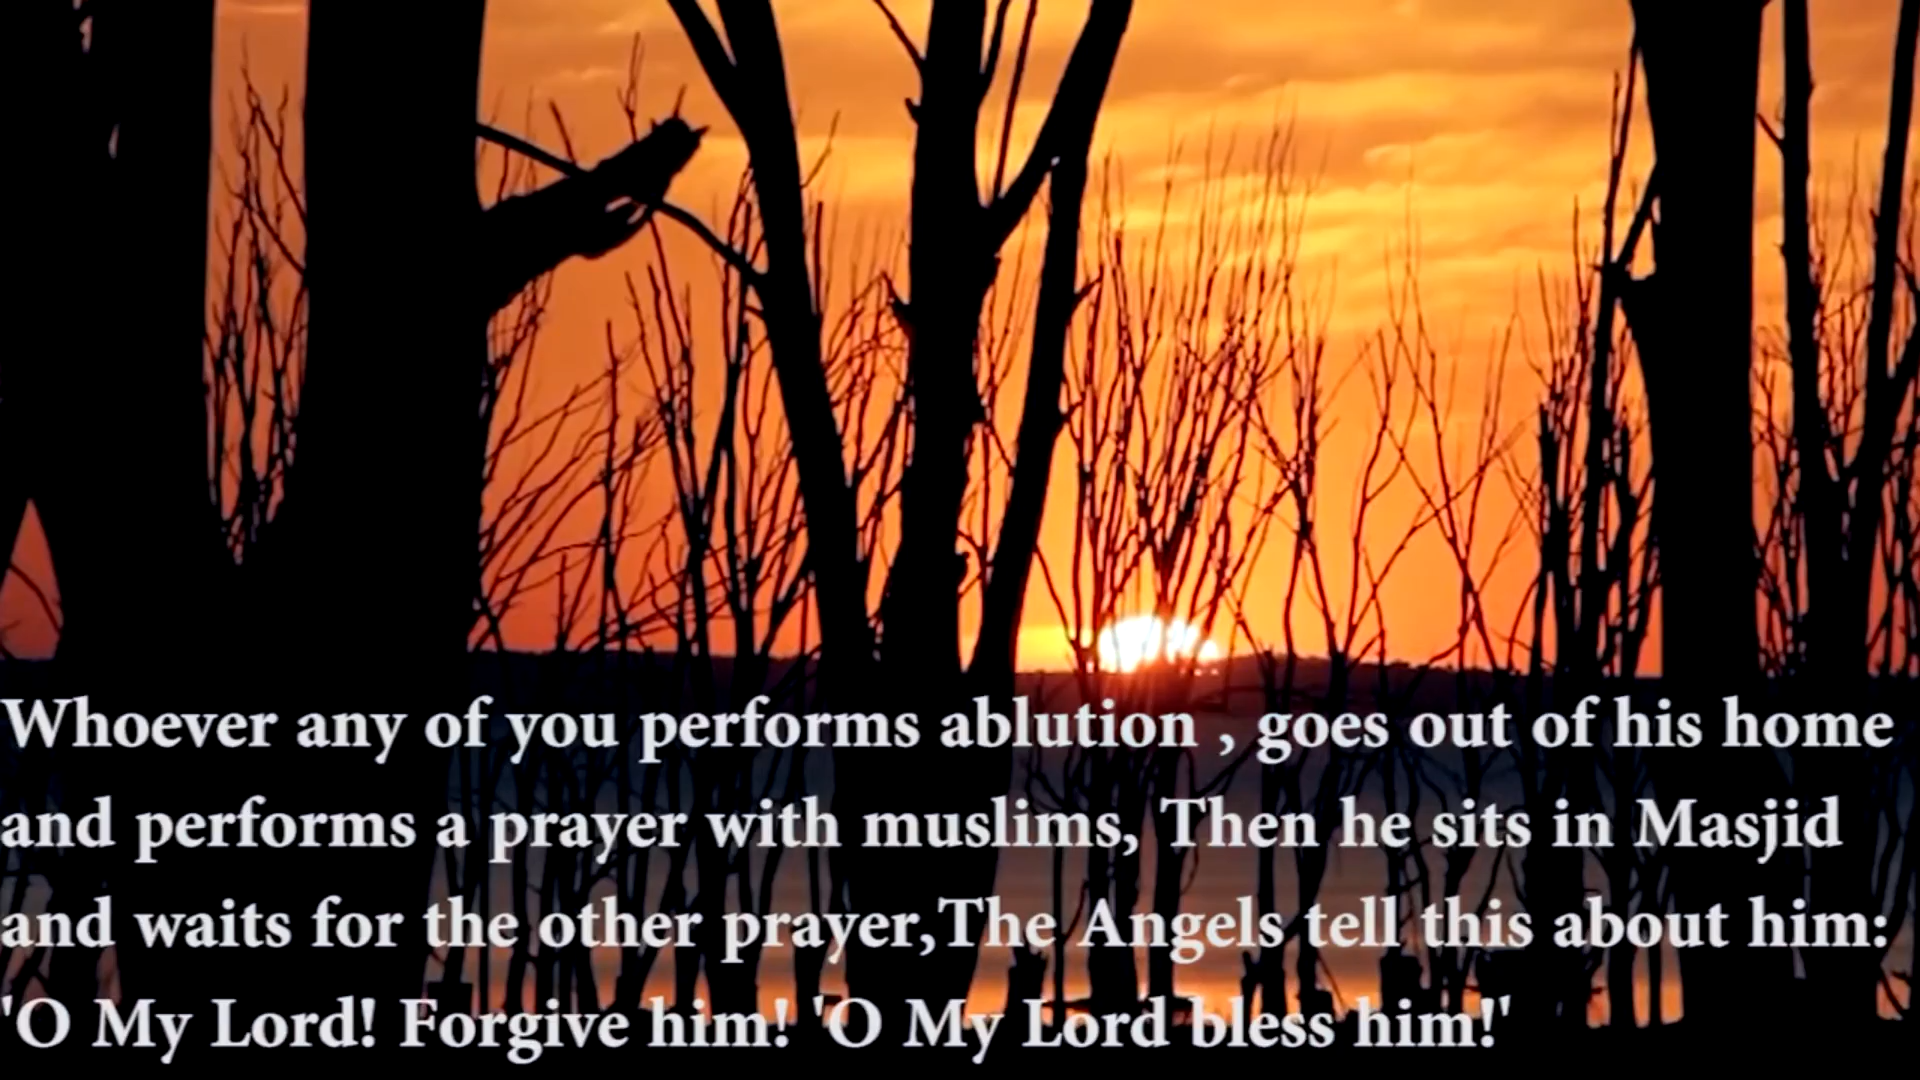 Whoever any of you performs ablution , goes out of his home
and performs a prayer with muslims, Then he sits in Masjid
and waits for the other prayer,The Angels tell this about him:
'O My Lord! Forgive him! 'O My Lord bless him!'